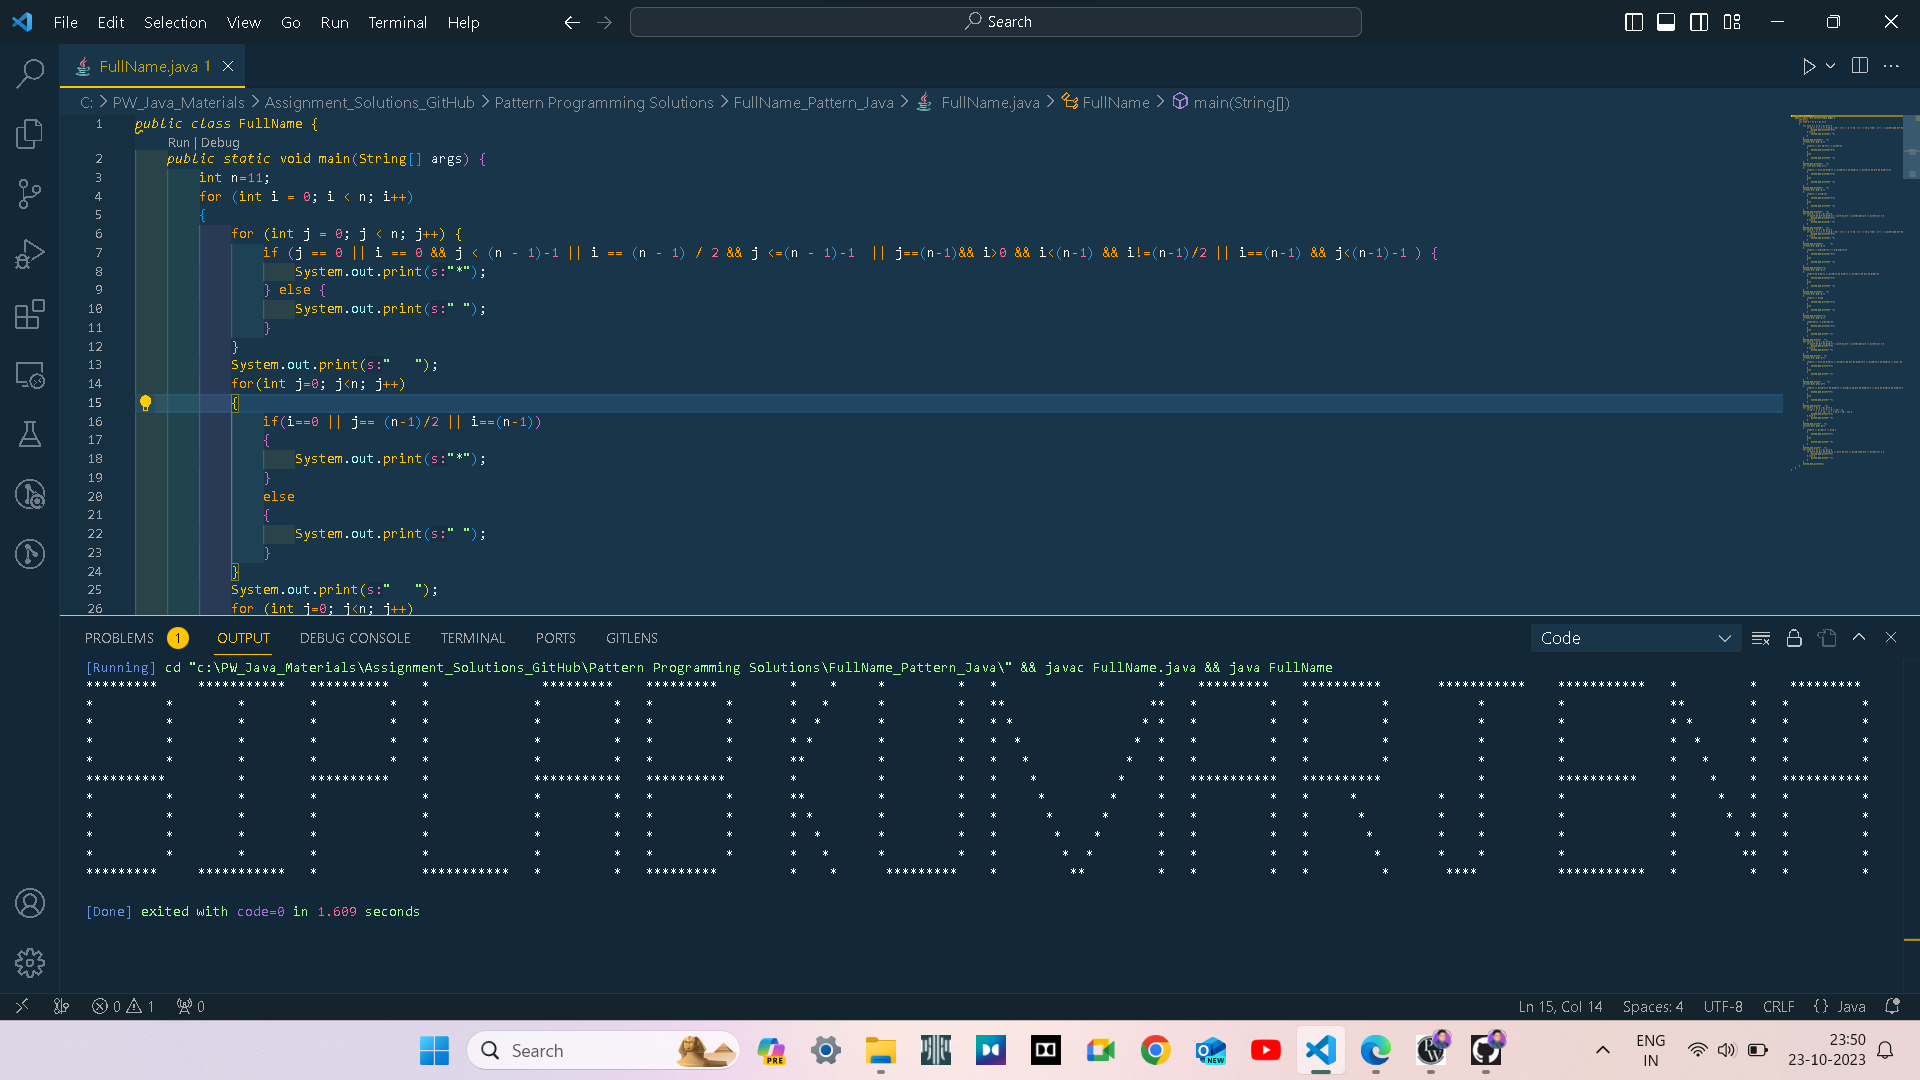 File Edit Selection View Go Run Terminal Help
Search
FullName.java 1
C: > PW_Java_Materials > Assignment_Solutions_GitHub > Pattern Programming Solutions > FullName_Pattern_Java > FullName.java > FullName > main(String[])
1 public class FullName {
Run | Debug
2 public static void main(String[] args) {
3 int n=11;
4 for (int i = 0; i < n; i++)
5 {
6 for (int j = 0; j < n; j++) {
7 if (j == 0 || i == 0 && j < (n - 1)-1 || i == (n - 1) / 2 && j <=(n - 1)-1  || j==(n-1)&& i>0 && i<(n-1) && i!=(n-1)/2 || i==(n-1) && j<(n-1)-1 ) {
8 System.out.print(s:"*");
9 } else {
10 System.out.print(s:" ");
11 }
12 }
13 System.out.print(s:"   ");
14 for(int j=0; j<n; j++)
15 {
16 if(i==0 || j== (n-1)/2 || i==(n-1))
17 {
18 System.out.print(s:"*");
19 }
20 else
21 {
22 System.out.print(s:" ");
23 }
24 }
25 System.out.print(s:"   ");
26 for (int j=0; j<n; j++)
PROBLEMS 1 OUTPUT DEBUG CONSOLE TERMINAL PORTS GITLENS
Code
[Running] cd "c:\PW_Java_Materials\Assignment_Solutions_GitHub\Pattern Programming Solutions\FullName_Pattern_Java\" && javac FullName.java && java FullName
BIPLAB KUMAR JENA
[Done] exited with code=0 in 1.609 seconds
0 1 0
Ln 15, Col 14 Spaces: 4 UTF-8 CRLF {} Java
Search
PRE
NEW
ENG
IN
23:50
23-10-2023